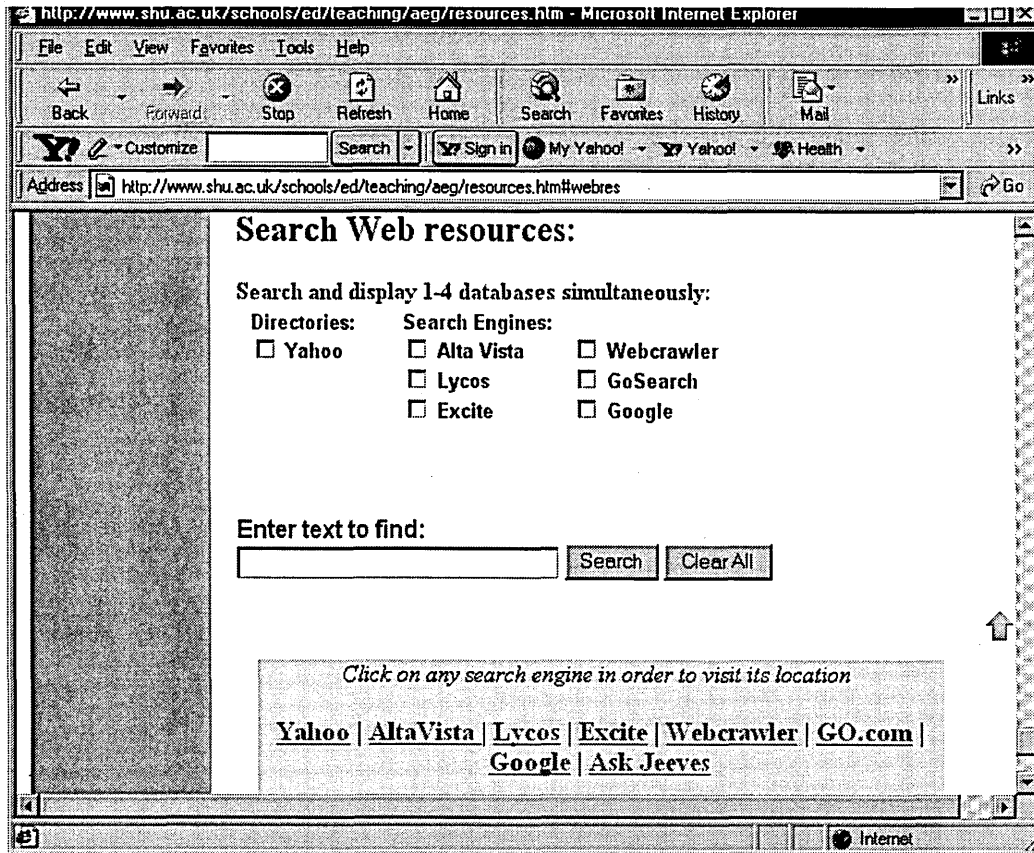 http://www.shu.ac.uk/schools/ed/teaching/aeg/resources.htm - Microsoft Internet Explorer
File Edit View Favorites Tools Help
Back Forward Stop Refresh Home Search Favorites History Mail » Links »
Y! Customize Search Y! Sign in My Yahoo! Y! Yahoo! Health »
Address http://www.shu.ac.uk/schools/ed/teaching/aeg/resources.htm#webres Go
Search Web resources:
Search and display 1-4 databases simultaneously:
Directories: Search Engines:
Yahoo Alta Vista Webcrawler
Lycos GoSearch
Excite Google
Enter text to find:
Search Clear All
Click on any search engine in order to visit its location
Yahoo | AltaVista | Lycos | Excite | Webcrawler | GO.com |
Google | Ask Jeeves
Internet